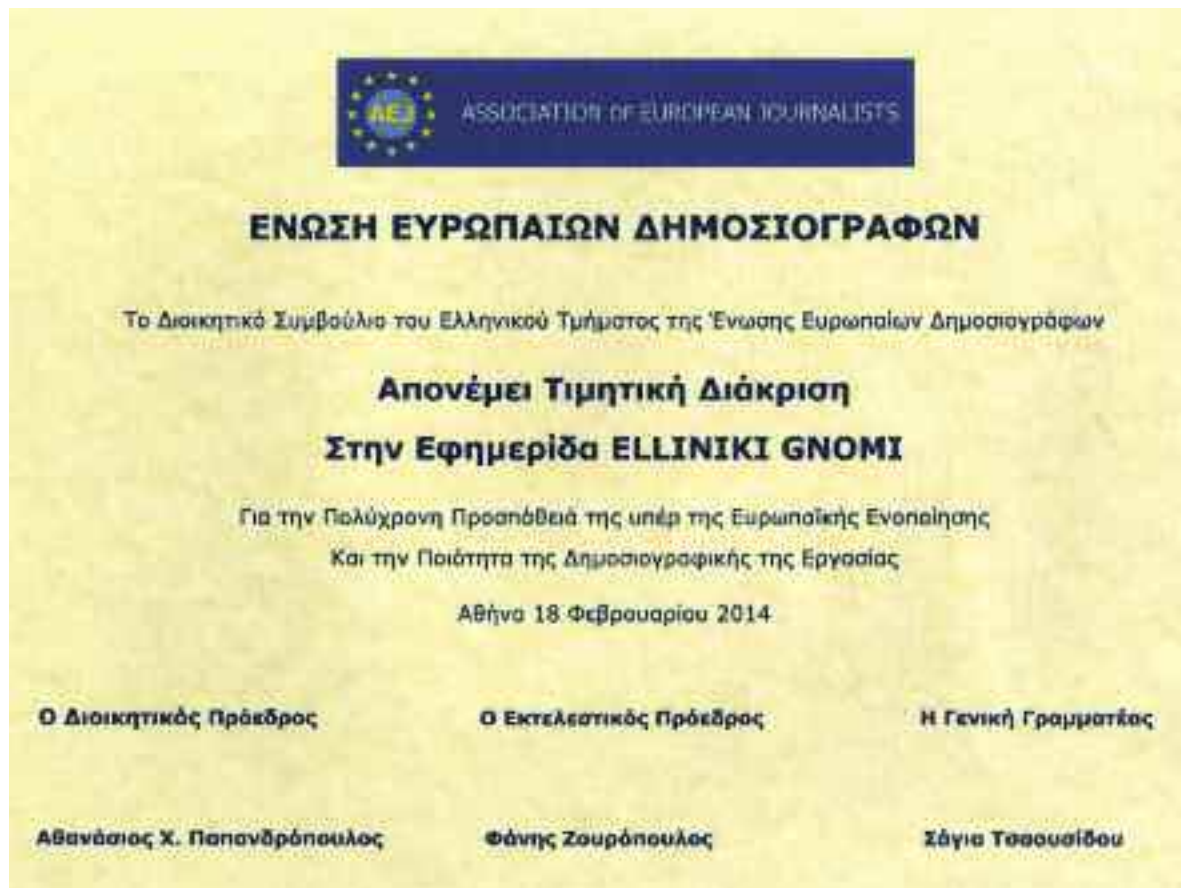 AEJ ASSOCIATION OF EUROPEAN JOURNALISTS
ΕΝΩΣΗ ΕΥΡΩΠΑΙΩΝ ΔΗΜΟΣΙΟΓΡΑΦΩΝ
Το Διοικητικό Συμβούλιο του Ελληνικού Τμήματος της Ένωσης Ευρωπαίων Δημοσιογράφων
Απονέμει Τιμητική Διάκριση
Στην Εφημερίδα ELLINIKI GNOMI
Για την Πολύχρονη Προσπάθειά της υπέρ της Ευρωπαϊκής Ενοποίησης
Και την Ποιότητα της Δημοσιογραφικής της Εργασίας
Αθήνα 18 Φεβρουαρίου 2014
Ο Διοικητικός Πρόεδρος Ο Εκτελεστικός Πρόεδρος Η Γενική Γραμματέας
Αθανάσιος Χ. Παπανδρόπουλος Φάνης Ζουρόπουλος Σάγια Τσαουσίδου